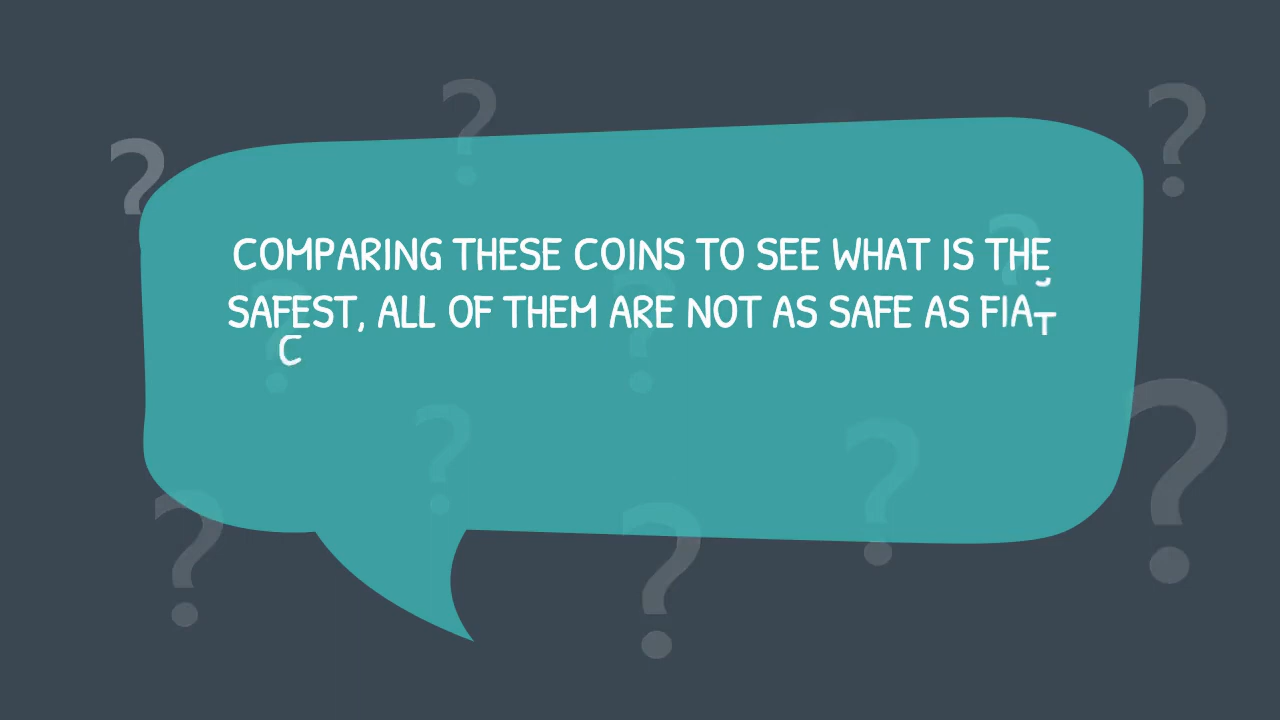 COMPARING THESE COINS TO SEE WHAT IS THE
SAFEST, ALL OF THEM ARE NOT AS SAFE AS FIAT
C